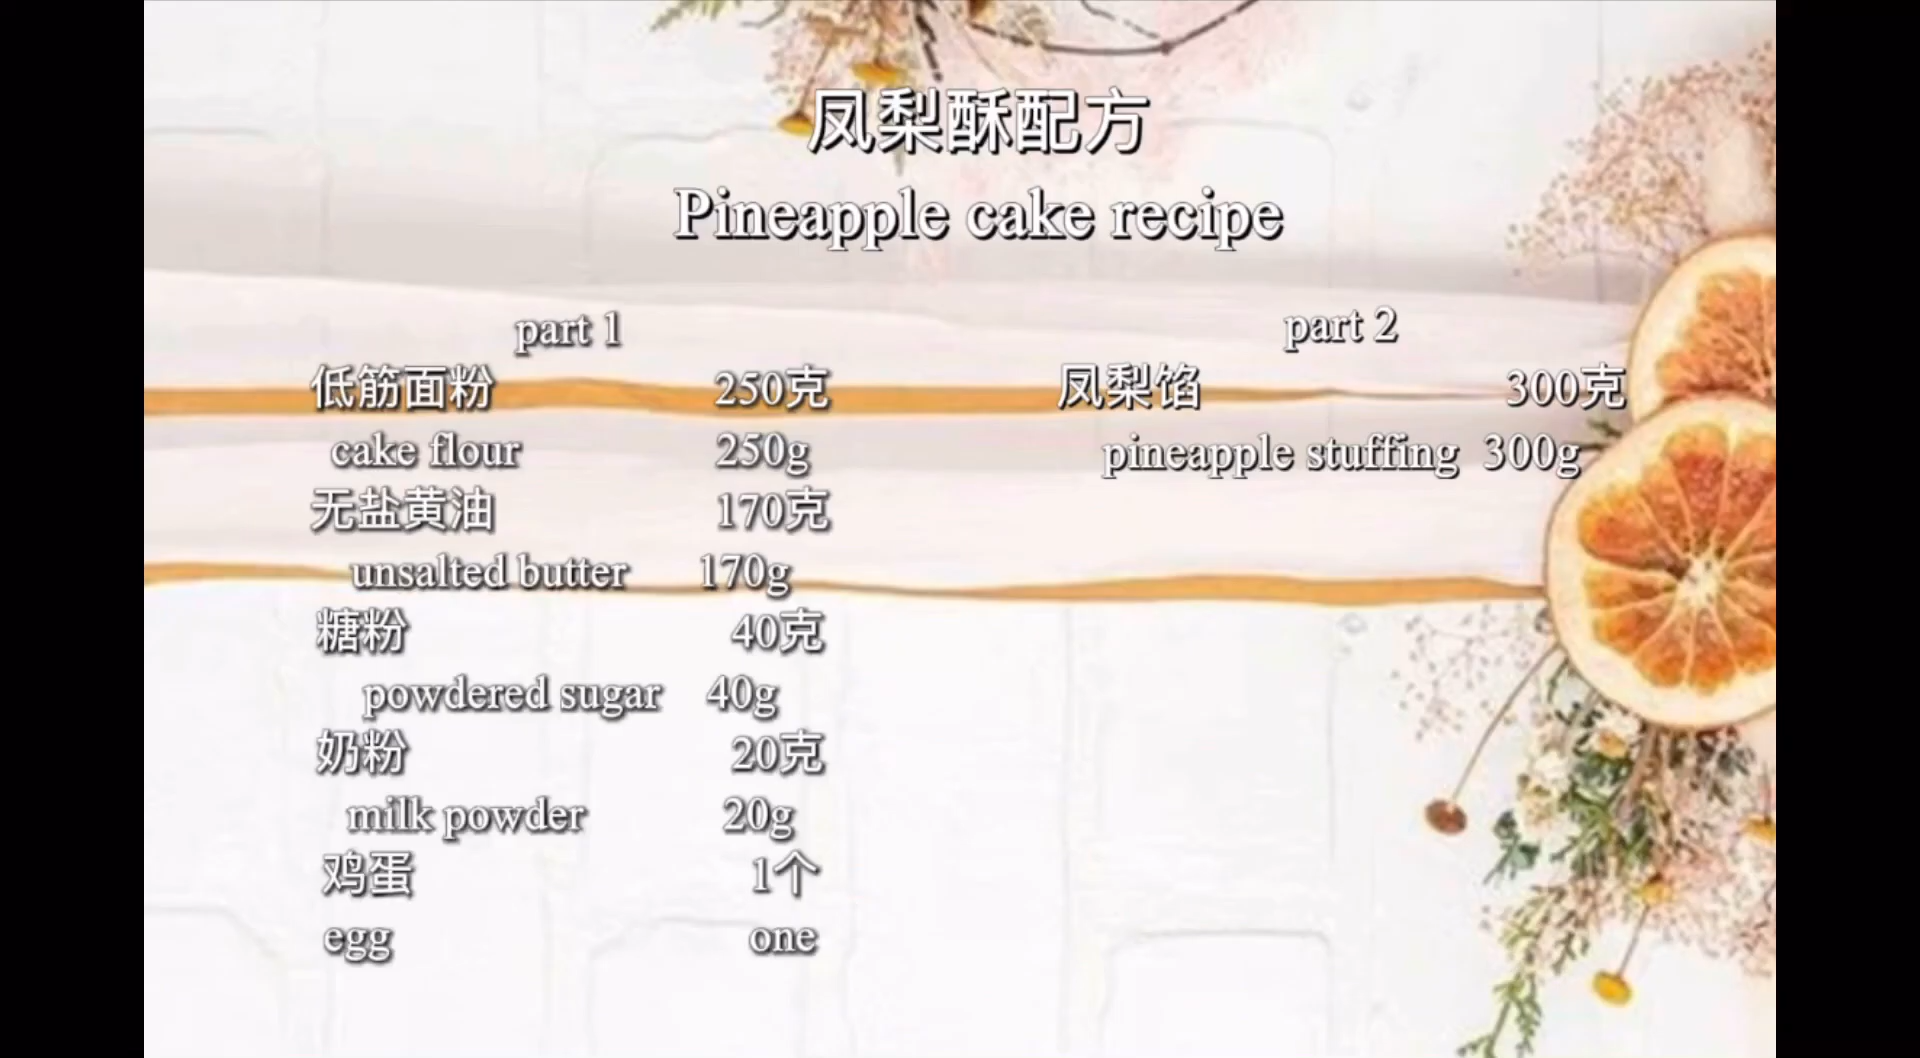 凤梨酥配方
Pineapple cake recipe
part 1
低筋面粉 250克
cake flour 250g
无盐黄油 170克
unsalted butter 170g
糖粉 40克
powdered sugar 40g
奶粉 20克
milk powder 20g
鸡蛋 1个
egg one
part 2
凤梨馅 300克
pineapple stuffing 300g